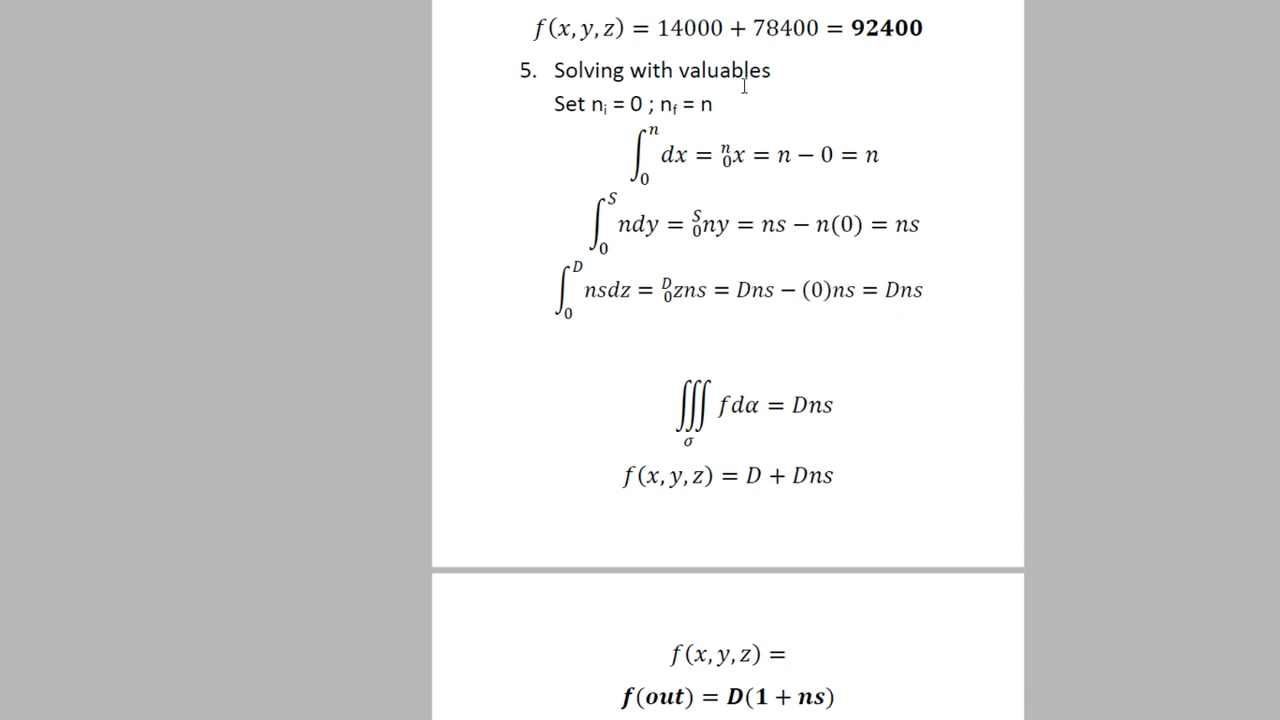 f(x, y, z) = 14000 + 78400 = 92400
5. Solving with valuables
Set nᵢ = 0 ; n_f = n
∫₀ⁿ dx = ⁿ₀x = n − 0 = n
∫₀ˢ ndy = ˢ₀ny = ns − n(0) = ns
∫₀ᴰ nsdz = ᴰ₀zns = Dns − (0)ns = Dns
∭_σ fdα = Dns
f(x, y, z) = D + Dns
f(x, y, z) =
f(out) = D(1 + ns)